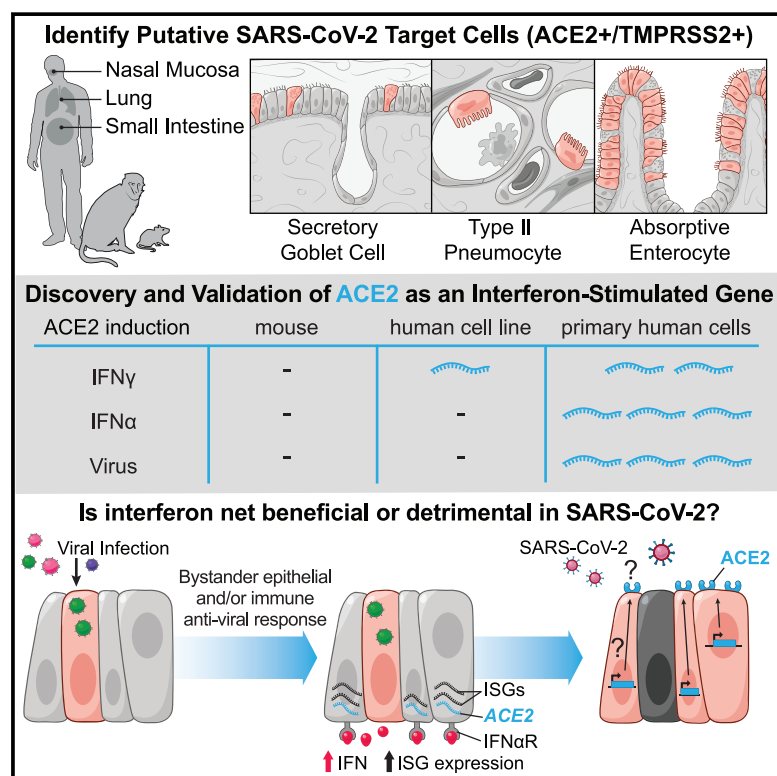 Identify Putative SARS-CoV-2 Target Cells (ACE2+/TMPRSS2+)
Nasal Mucosa
Lung
Small Intestine
Secretory
Goblet Cell
Type II
Pneumocyte
Absorptive
Enterocyte
Discovery and Validation of ACE2 as an Interferon-Stimulated Gene
ACE2 induction mouse human cell line primary human cells
IFNγ -
IFNα - -
Virus - -
Is interferon net beneficial or detrimental in SARS-CoV-2?
Viral Infection
Bystander epithelial
and/or immune
anti-viral response
ISGs
ACE2
IFNαR
IFN ISG expression
SARS-CoV-2
?
ACE2
?